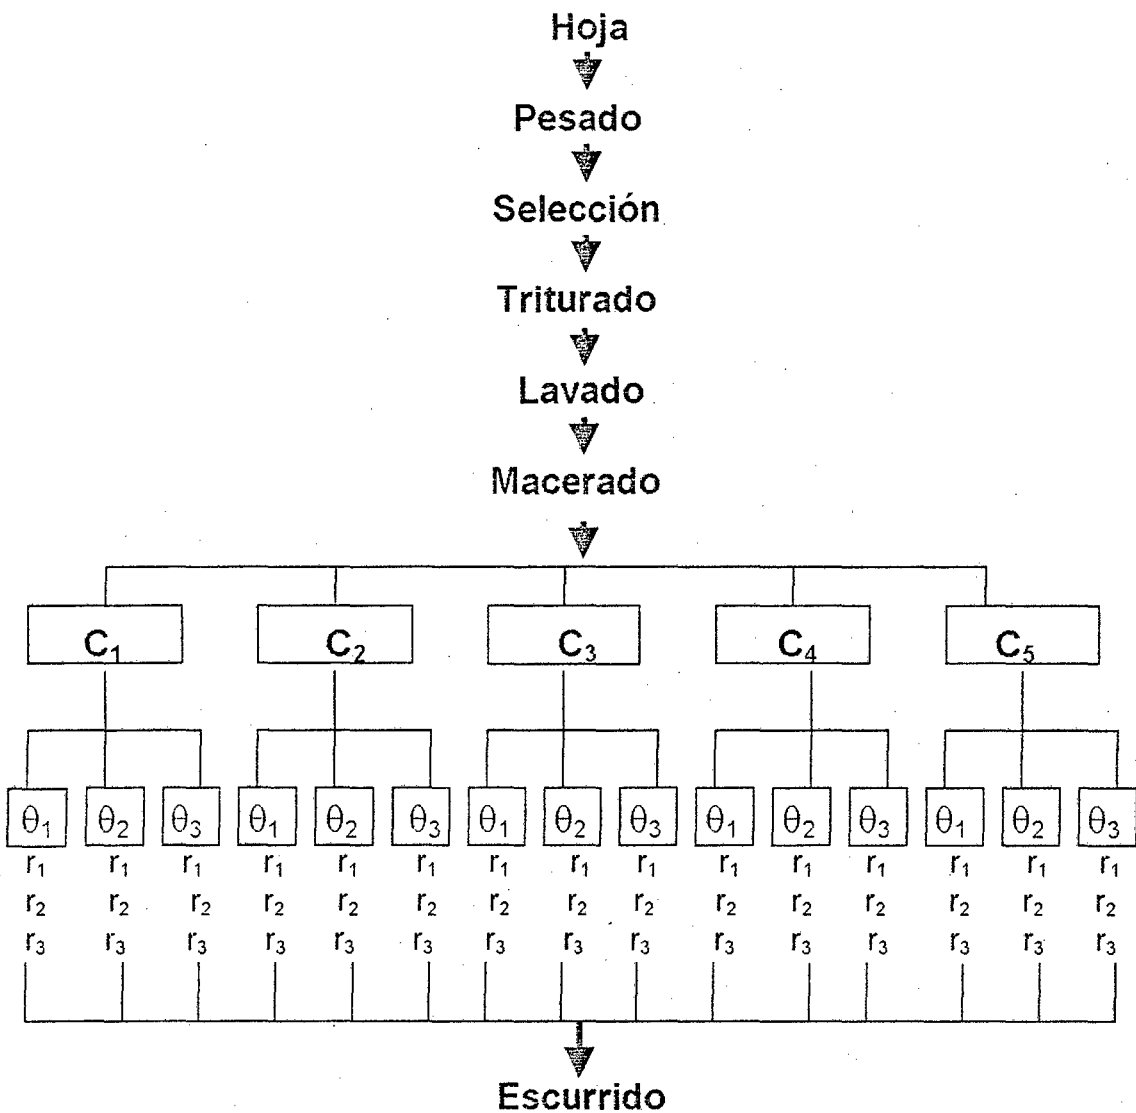 Hoja
Pesado
Selección
Triturado
Lavado
Macerado
C₁ C₂ C₃ C₄ C₅
θ₁ θ₂ θ₃ θ₁ θ₂ θ₃ θ₁ θ₂ θ₃ θ₁ θ₂ θ₃ θ₁ θ₂ θ₃
r₁ r₁ r₁ r₁ r₁ r₁ r₁ r₁ r₁ r₁ r₁ r₁ r₁ r₁ r₁
r₂ r₂ r₂ r₂ r₂ r₂ r₂ r₂ r₂ r₂ r₂ r₂ r₂ r₂ r₂
r₃ r₃ r₃ r₃ r₃ r₃ r₃ r₃ r₃ r₃ r₃ r₃ r₃ r₃ r₃
Escurrido